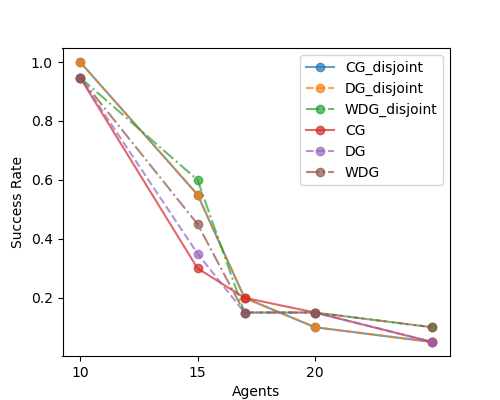 1.0
0.8
0.6
0.4
0.2
Success Rate
CG_disjoint
DG_disjoint
WDG_disjoint
CG
DG
WDG
10
15
20
Agents